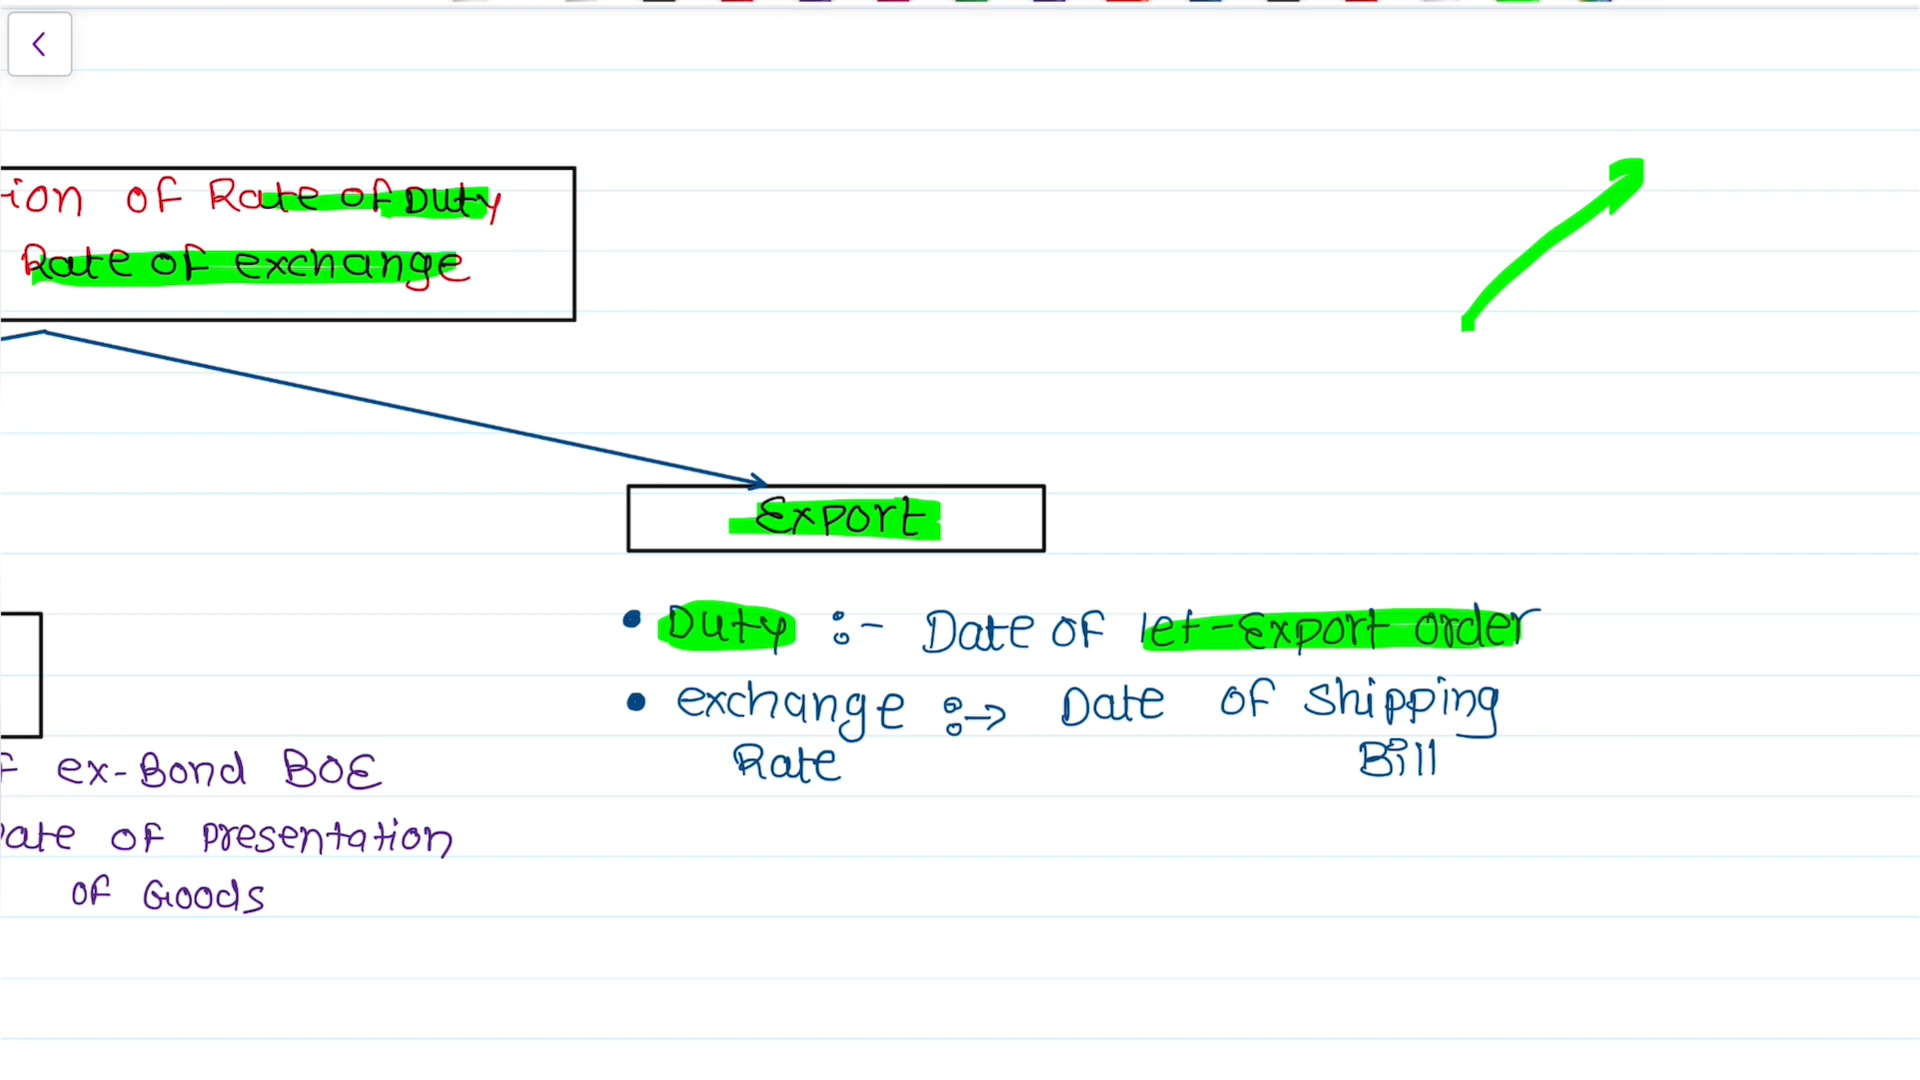 ion of Rate of Duty
Rate of exchange
Export
• Duty :- Date of let-Export order
• exchange :→ Date of Shipping
Rate Bill
ex-Bond BOE
ate of presentation
of Goods